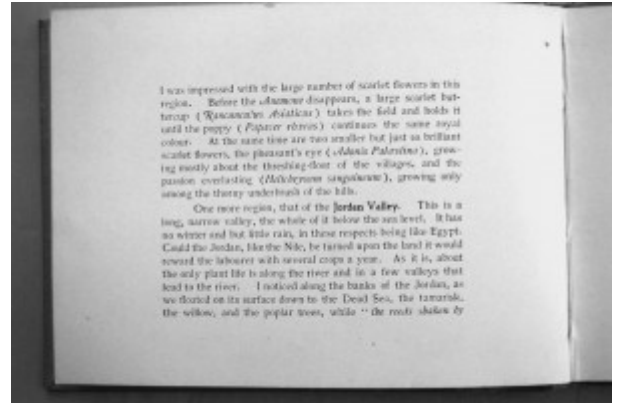 I was impressed with the large number of scarlet flowers in this
region. Before the Anemone disappears, a large scarlet but-
tercup (Ranunculus Asiaticus) takes the field and holds it
until the poppy (Papaver rhoeas) continues the same royal
colour. At the same time are two smaller but just as brilliant
scarlet flowers, the pheasant's eye (Adonis Palestina), grow-
ing mostly about the threshing-floor of the villages, and the
passion everlasting (Helichrysum sanguineum), growing only
among the thorny underbrush of the hills.
One more region, that of the Jordan Valley. This is a
long, narrow valley, the whole of it below the sea level. It has
no winter and but little rain, in these respects being like Egypt.
Could the Jordan, like the Nile, be turned upon the land it would
reward the labourer with several crops a year. As it is, about
the only plant life is along the river and in a few valleys that
lead to the river. I noticed along the banks of the Jordan, as
we floated on its surface down to the Dead Sea, the tamarisk,
the willow, and the poplar trees, while "the reeds shaken by